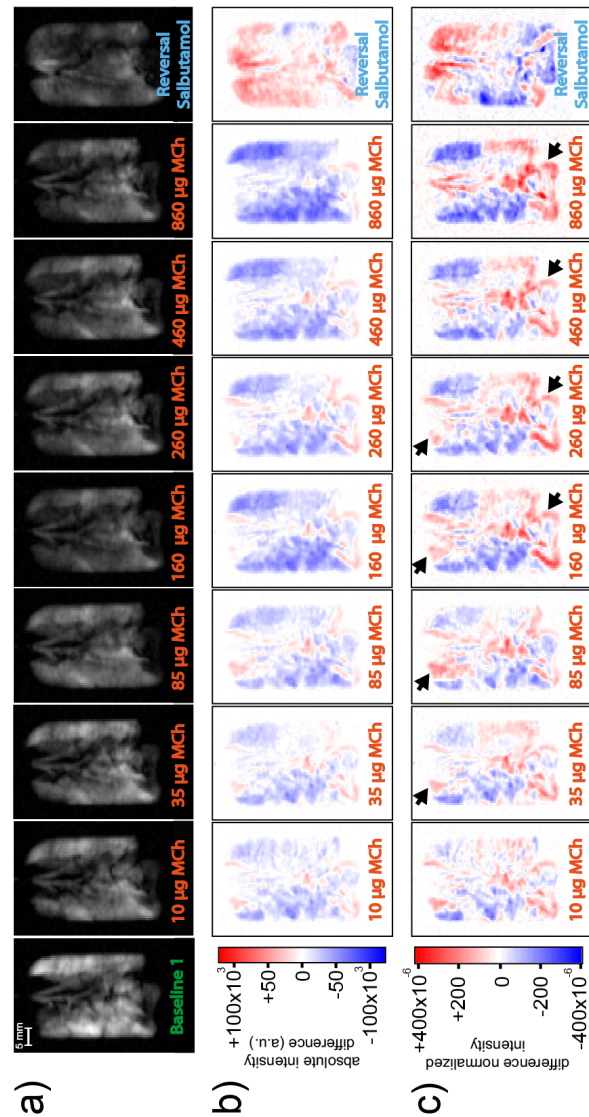 a)
5 mm
Baseline 1
10 µg MCh
35 µg MCh
85 µg MCh
160 µg MCh
260 µg MCh
460 µg MCh
860 µg MCh
Reversal
Salbutamol
b)
absolute intensity
difference (a.u.)
+100x10³
+50
0
-50
-100x10³
10 µg MCh
35 µg MCh
85 µg MCh
160 µg MCh
260 µg MCh
460 µg MCh
860 µg MCh
Reversal
Salbutamol
c)
difference normalized
intensity
+400x10⁻⁶
+200
0
-200
-400x10⁻⁶
10 µg MCh
35 µg MCh
85 µg MCh
160 µg MCh
260 µg MCh
460 µg MCh
860 µg MCh
Reversal
Salbutamol